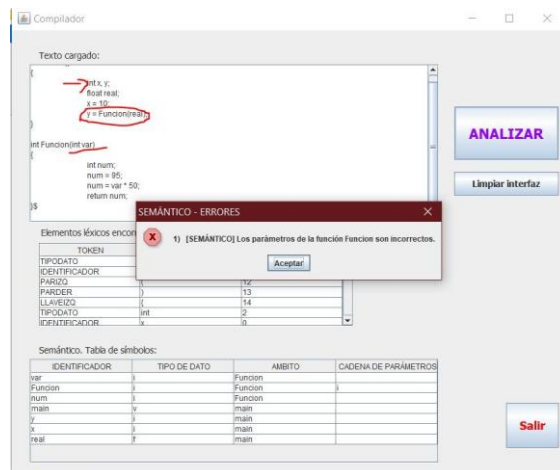 Compilador
Texto cargado:
{
int x, y;
float real;
x = 10;
y = Funcion(real);
}
int Funcion(int var)
{
int num;
num = 95;
num = var * 50;
return num;
}$
ANALIZAR
Limpiar interfaz
SEMÁNTICO - ERRORES
1) [SEMÁNTICO] Los parámetros de la función Funcion son incorrectos.
Aceptar
Elementos léxicos encon
TOKEN
TIPODATO
IDENTIFICADOR
PARIZQ ( 12
PARDER ) 13
LLAVEIZQ { 14
TIPODATO int 2
IDENTIFICADOR x 0
Semántico. Tabla de símbolos:
IDENTIFICADOR TIPO DE DATO AMBITO CADENA DE PARÁMETROS
var i Funcion
Funcion i Funcion i
num i Funcion
main v main
y i main
x i main
real f main
Salir